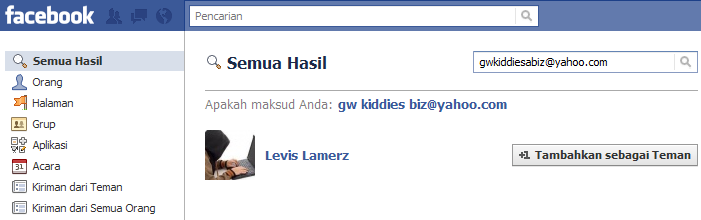 facebook
Pencarian
Semua Hasil
Orang
Halaman
Grup
Aplikasi
Acara
Kiriman dari Teman
Kiriman dari Semua Orang
Semua Hasil
gwkiddiesabiz@yahoo.com
Apakah maksud Anda: gw kiddies biz@yahoo.com
Levis Lamerz
+1 Tambahkan sebagai Teman
31